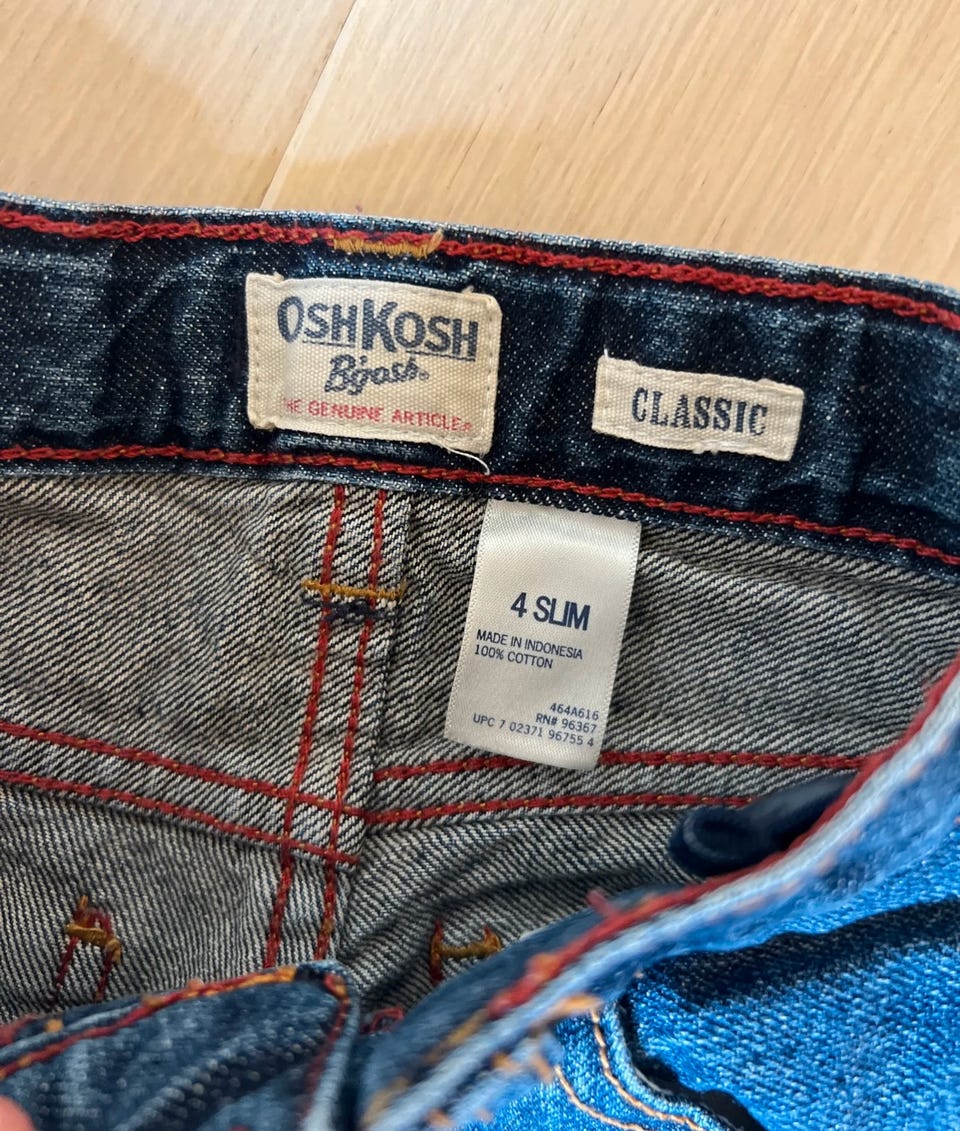 OSHKOSH
B'gosh®
THE GENUINE ARTICLE®
CLASSIC
4 SLIM
MADE IN INDONESIA
100% COTTON
464A616
RN# 96367
UPC 7 02371 96755 4